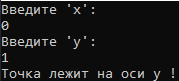 Введите 'x':
0
Введите 'y':
1
Точка лежит на оси y !